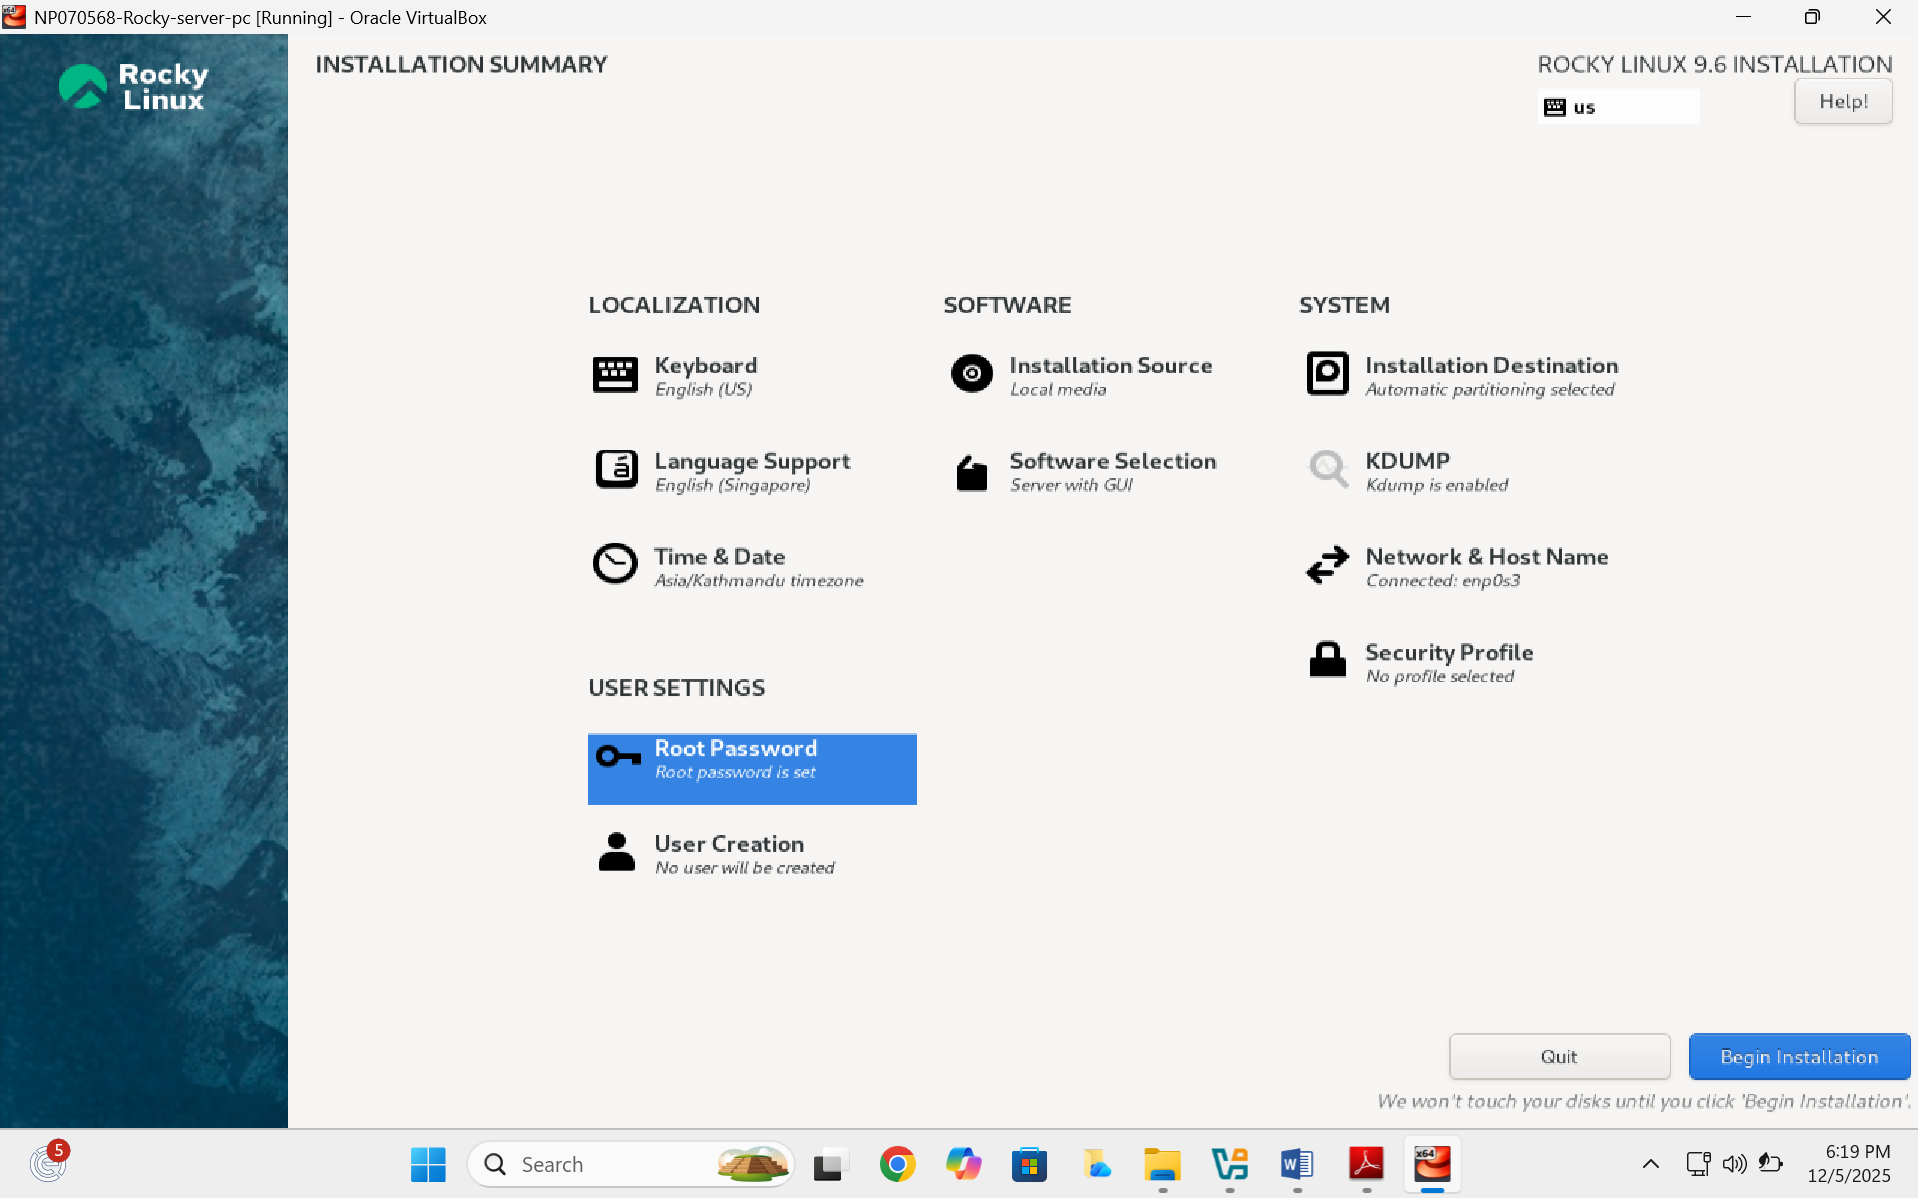 NP070568-Rocky-server-pc [Running] - Oracle VirtualBox
Rocky
Linux
INSTALLATION SUMMARY
ROCKY LINUX 9.6 INSTALLATION
us
Help!
LOCALIZATION
Keyboard
English (US)
Language Support
English (Singapore)
Time & Date
Asia/Kathmandu timezone
SOFTWARE
Installation Source
Local media
Software Selection
Server with GUI
SYSTEM
Installation Destination
Automatic partitioning selected
KDUMP
Kdump is enabled
Network & Host Name
Connected: enp0s3
Security Profile
No profile selected
USER SETTINGS
Root Password
Root password is set
User Creation
No user will be created
Quit
Begin Installation
We won't touch your disks until you click 'Begin Installation'.
5
Search
x64
6:19 PM
12/5/2025